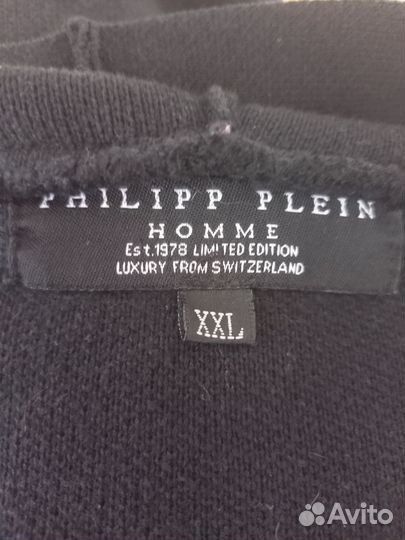 PHILIPP PLEIN
HOMME
Est.1978 LIMITED EDITION
LUXURY FROM SWITZERLAND
XXL
Avito